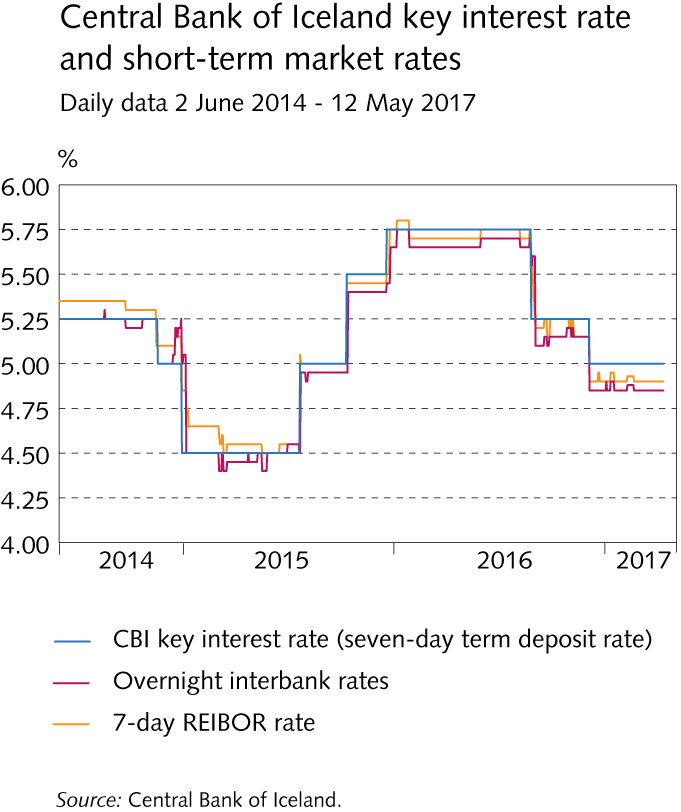 Central Bank of Iceland key interest rate
and short-term market rates
Daily data 2 June 2014 - 12 May 2017
%
6.00
5.75
5.50
5.25
5.00
4.75
4.50
4.25
4.00
2014 2015 2016 2017
CBI key interest rate (seven-day term deposit rate)
Overnight interbank rates
7-day REIBOR rate
Source: Central Bank of Iceland.